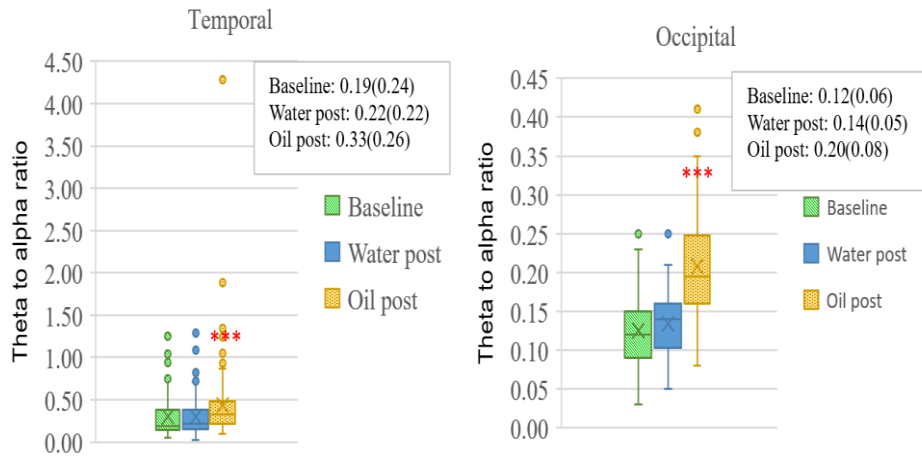 Temporal
Theta to alpha ratio
4.50
4.00
3.50
3.00
2.50
2.00
1.50
1.00
0.50
0.00
Baseline: 0.19(0.24)
Water post: 0.22(0.22)
Oil post: 0.33(0.26)
***
Baseline
Water post
Oil post
Occipital
Theta to alpha ratio
0.45
0.40
0.35
0.30
0.25
0.20
0.15
0.10
0.05
0.00
Baseline: 0.12(0.06)
Water post: 0.14(0.05)
Oil post: 0.20(0.08)
***
Baseline
Water post
Oil post